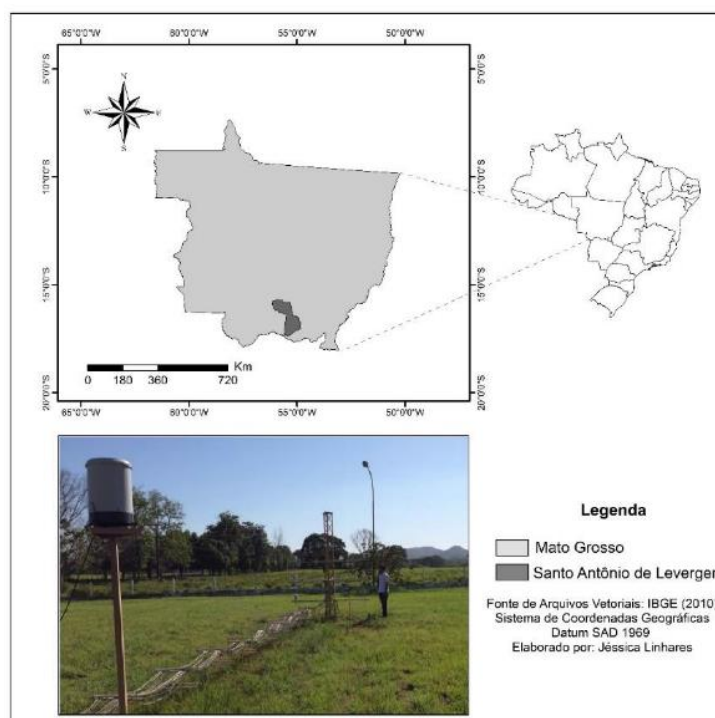 65°0'0"W 60°0'0"W 55°0'0"W 50°0'0"W
5°0'0"S 5°0'0"S
N
W E
S
10°0'0"S 10°0'0"S
15°0'0"S 15°0'0"S
Km
0 180 360 720
20°0'0"S 20°0'0"S
65°0'0"W 60°0'0"W 55°0'0"W 50°0'0"W
Legenda
Mato Grosso
Santo Antônio de Leverger
Fonte de Arquivos Vetoriais: IBGE (2010)
Sistema de Coordenadas Geográficas
Datum SAD 1969
Elaborado por: Jéssica Linhares